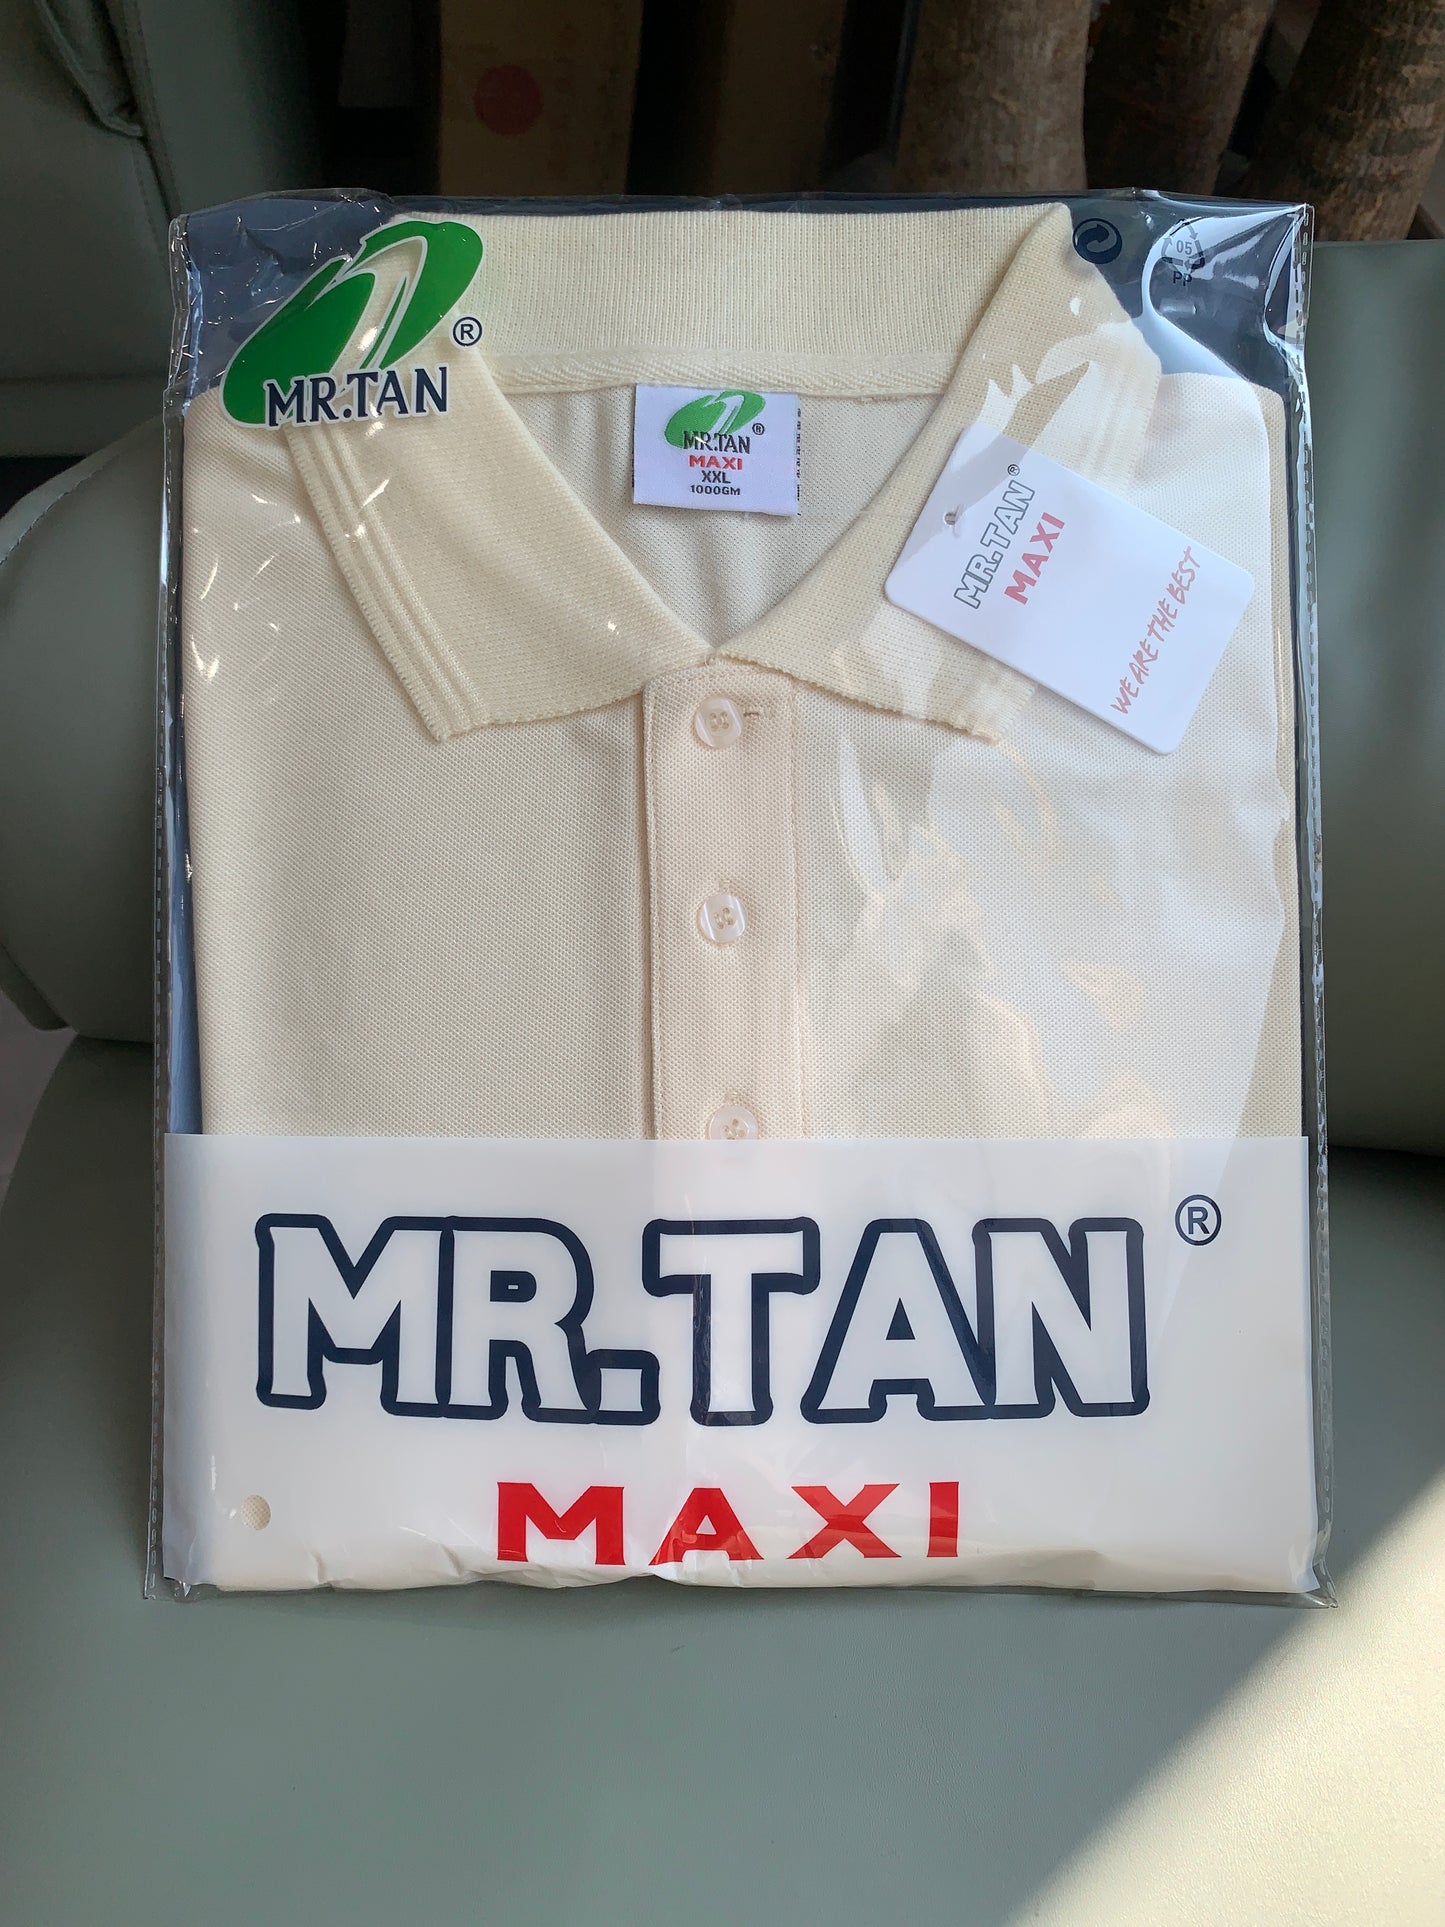 MR.TAN ®
05
PP
MR.TAN ®
MAXI
XXL
1000GM
MR.TAN ®
MAXI
WE ARE THE BEST
MR.TAN ®
MAXI